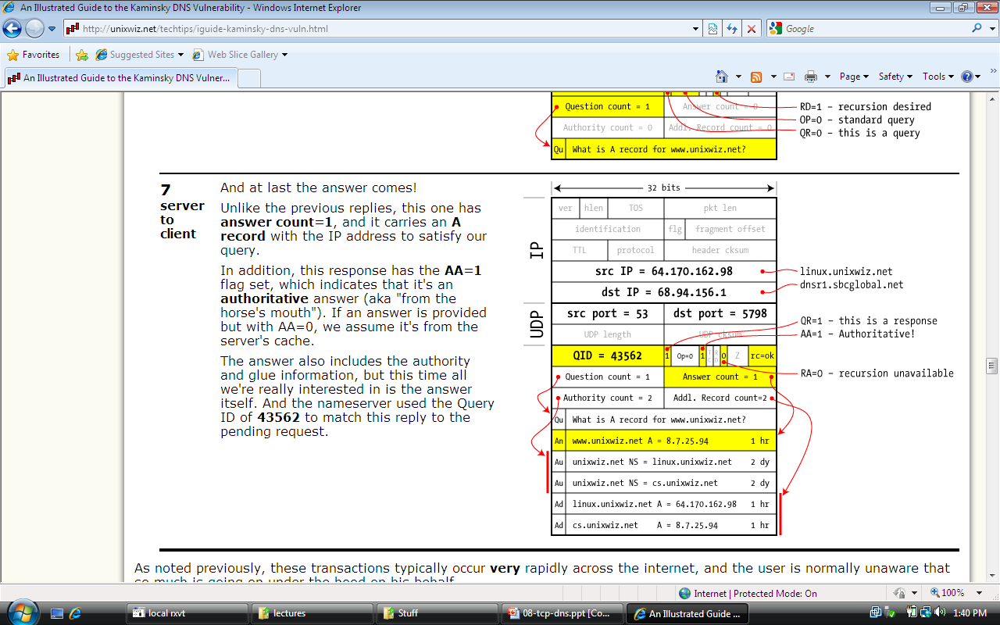 An Illustrated Guide to the Kaminsky DNS Vulnerability - Windows Internet Explorer
http://unixwiz.net/techtips/iguide-kaminsky-dns-vuln.html
Google
Favorites
Suggested Sites
Web Slice Gallery
An Illustrated Guide to the Kaminsky DNS Vulner...
Page
Safety
Tools
Question count = 1
Answer count = 0
Authority count = 0
Addl. Record count = 0
Qu What is A record for www.unixwiz.net?
RD=1 - recursion desired
OP=0 - standard query
QR=0 - this is a query
7
server
to
client
And at last the answer comes!
Unlike the previous replies, this one has
answer count=1, and it carries an A
record with the IP address to satisfy our
query.
In addition, this response has the AA=1
flag set, which indicates that it's an
authoritative answer (aka "from the
horse's mouth"). If an answer is provided
but with AA=0, we assume it's from the
server's cache.
The answer also includes the authority
and glue information, but this time all
we're really interested in is the answer
itself. And the nameserver used the Query
ID of 43562 to match this reply to the
pending request.
32 bits
IP
ver hlen TOS pkt len
identification flg fragment offset
TTL protocol header cksum
src IP = 64.170.162.98
dst IP = 68.94.156.1
linux.unixwiz.net
dnsr1.sbcglobal.net
UDP
src port = 53 dst port = 5798
UDP length UDP cksum
QR=1 - this is a response
AA=1 - Authoritative!
QID = 43562 1 Op=0 1 TC RD 0 Z rc=ok
RA=0 - recursion unavailable
Question count = 1 Answer count = 1
Authority count = 2 Addl. Record count=2
Qu What is A record for www.unixwiz.net?
An www.unixwiz.net A = 8.7.25.94 1 hr
Au unixwiz.net NS = linux.unixwiz.net 2 dy
Au unixwiz.net NS = cs.unixwiz.net 2 dy
Ad linux.unixwiz.net A = 64.170.162.98 1 hr
Ad cs.unixwiz.net A = 8.7.25.94 1 hr
As noted previously, these transactions typically occur very rapidly across the internet, and the user is normally unaware that
so much is going on under the hood on his behalf.
Internet | Protected Mode: On
100%
local rxvt
lectures
Stuff
08-tcp-dns.ppt [Co...
An Illustrated Guide ...
1:40 PM